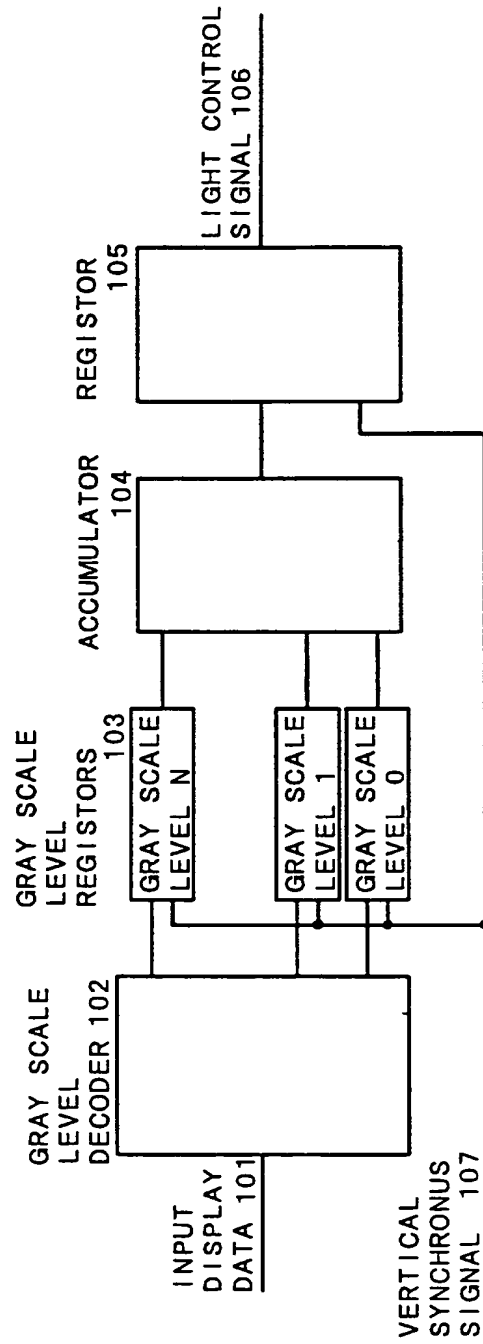 INPUT
DISPLAY
DATA 101
GRAY SCALE
LEVEL
DECODER 102
GRAY SCALE
LEVEL
REGISTORS
103
GRAY SCALE
LEVEL N
GRAY SCALE
LEVEL 1
GRAY SCALE
LEVEL 0
ACCUMULATOR
104
REGISTOR
105
LIGHT CONTROL
SIGNAL 106
VERTICAL
SYNCHRONUS
SIGNAL 107